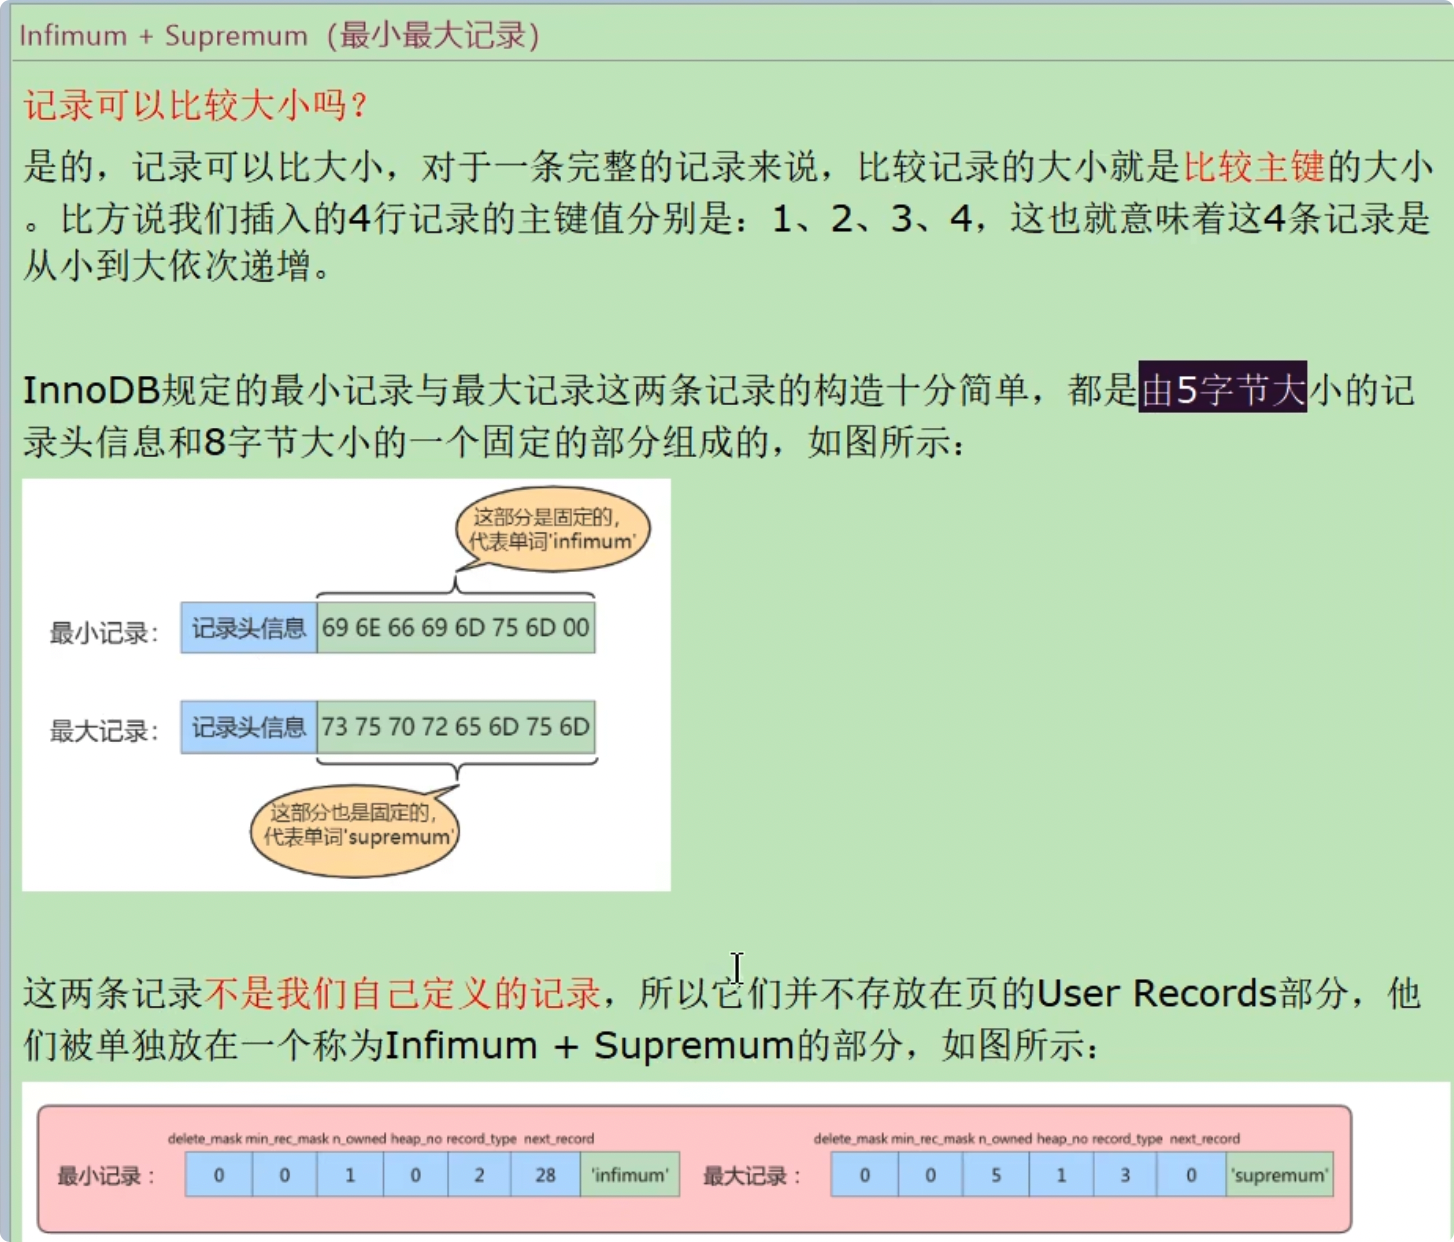 Infimum + Supremum（最小最大记录）
记录可以比较大小吗？
是的，记录可以比大小，对于一条完整的记录来说，比较记录的大小就是比较主键的大小
。比方说我们插入的4行记录的主键值分别是：1、2、3、4，这也就意味着这4条记录是
从小到大依次递增。
InnoDB规定的最小记录与最大记录这两条记录的构造十分简单，都是由5字节大小的记
录头信息和8字节大小的一个固定的部分组成的，如图所示：
这部分是固定的，
代表单词'infimum'
最小记录： 记录头信息 69 6E 66 69 6D 75 6D 00
最大记录： 记录头信息 73 75 70 72 65 6D 75 6D
这部分也是固定的，
代表单词'supremum'
这两条记录不是我们自己定义的记录，所以它们并不存放在页的User Records部分，他
们被单独放在一个称为Infimum + Supremum的部分，如图所示：
delete_mask min_rec_mask n_owned heap_no record_type next_record delete_mask min_rec_mask n_owned heap_no record_type next_record
最小记录： 0 0 1 0 2 28 'infimum' 最大记录： 0 0 5 1 3 0 'supremum'